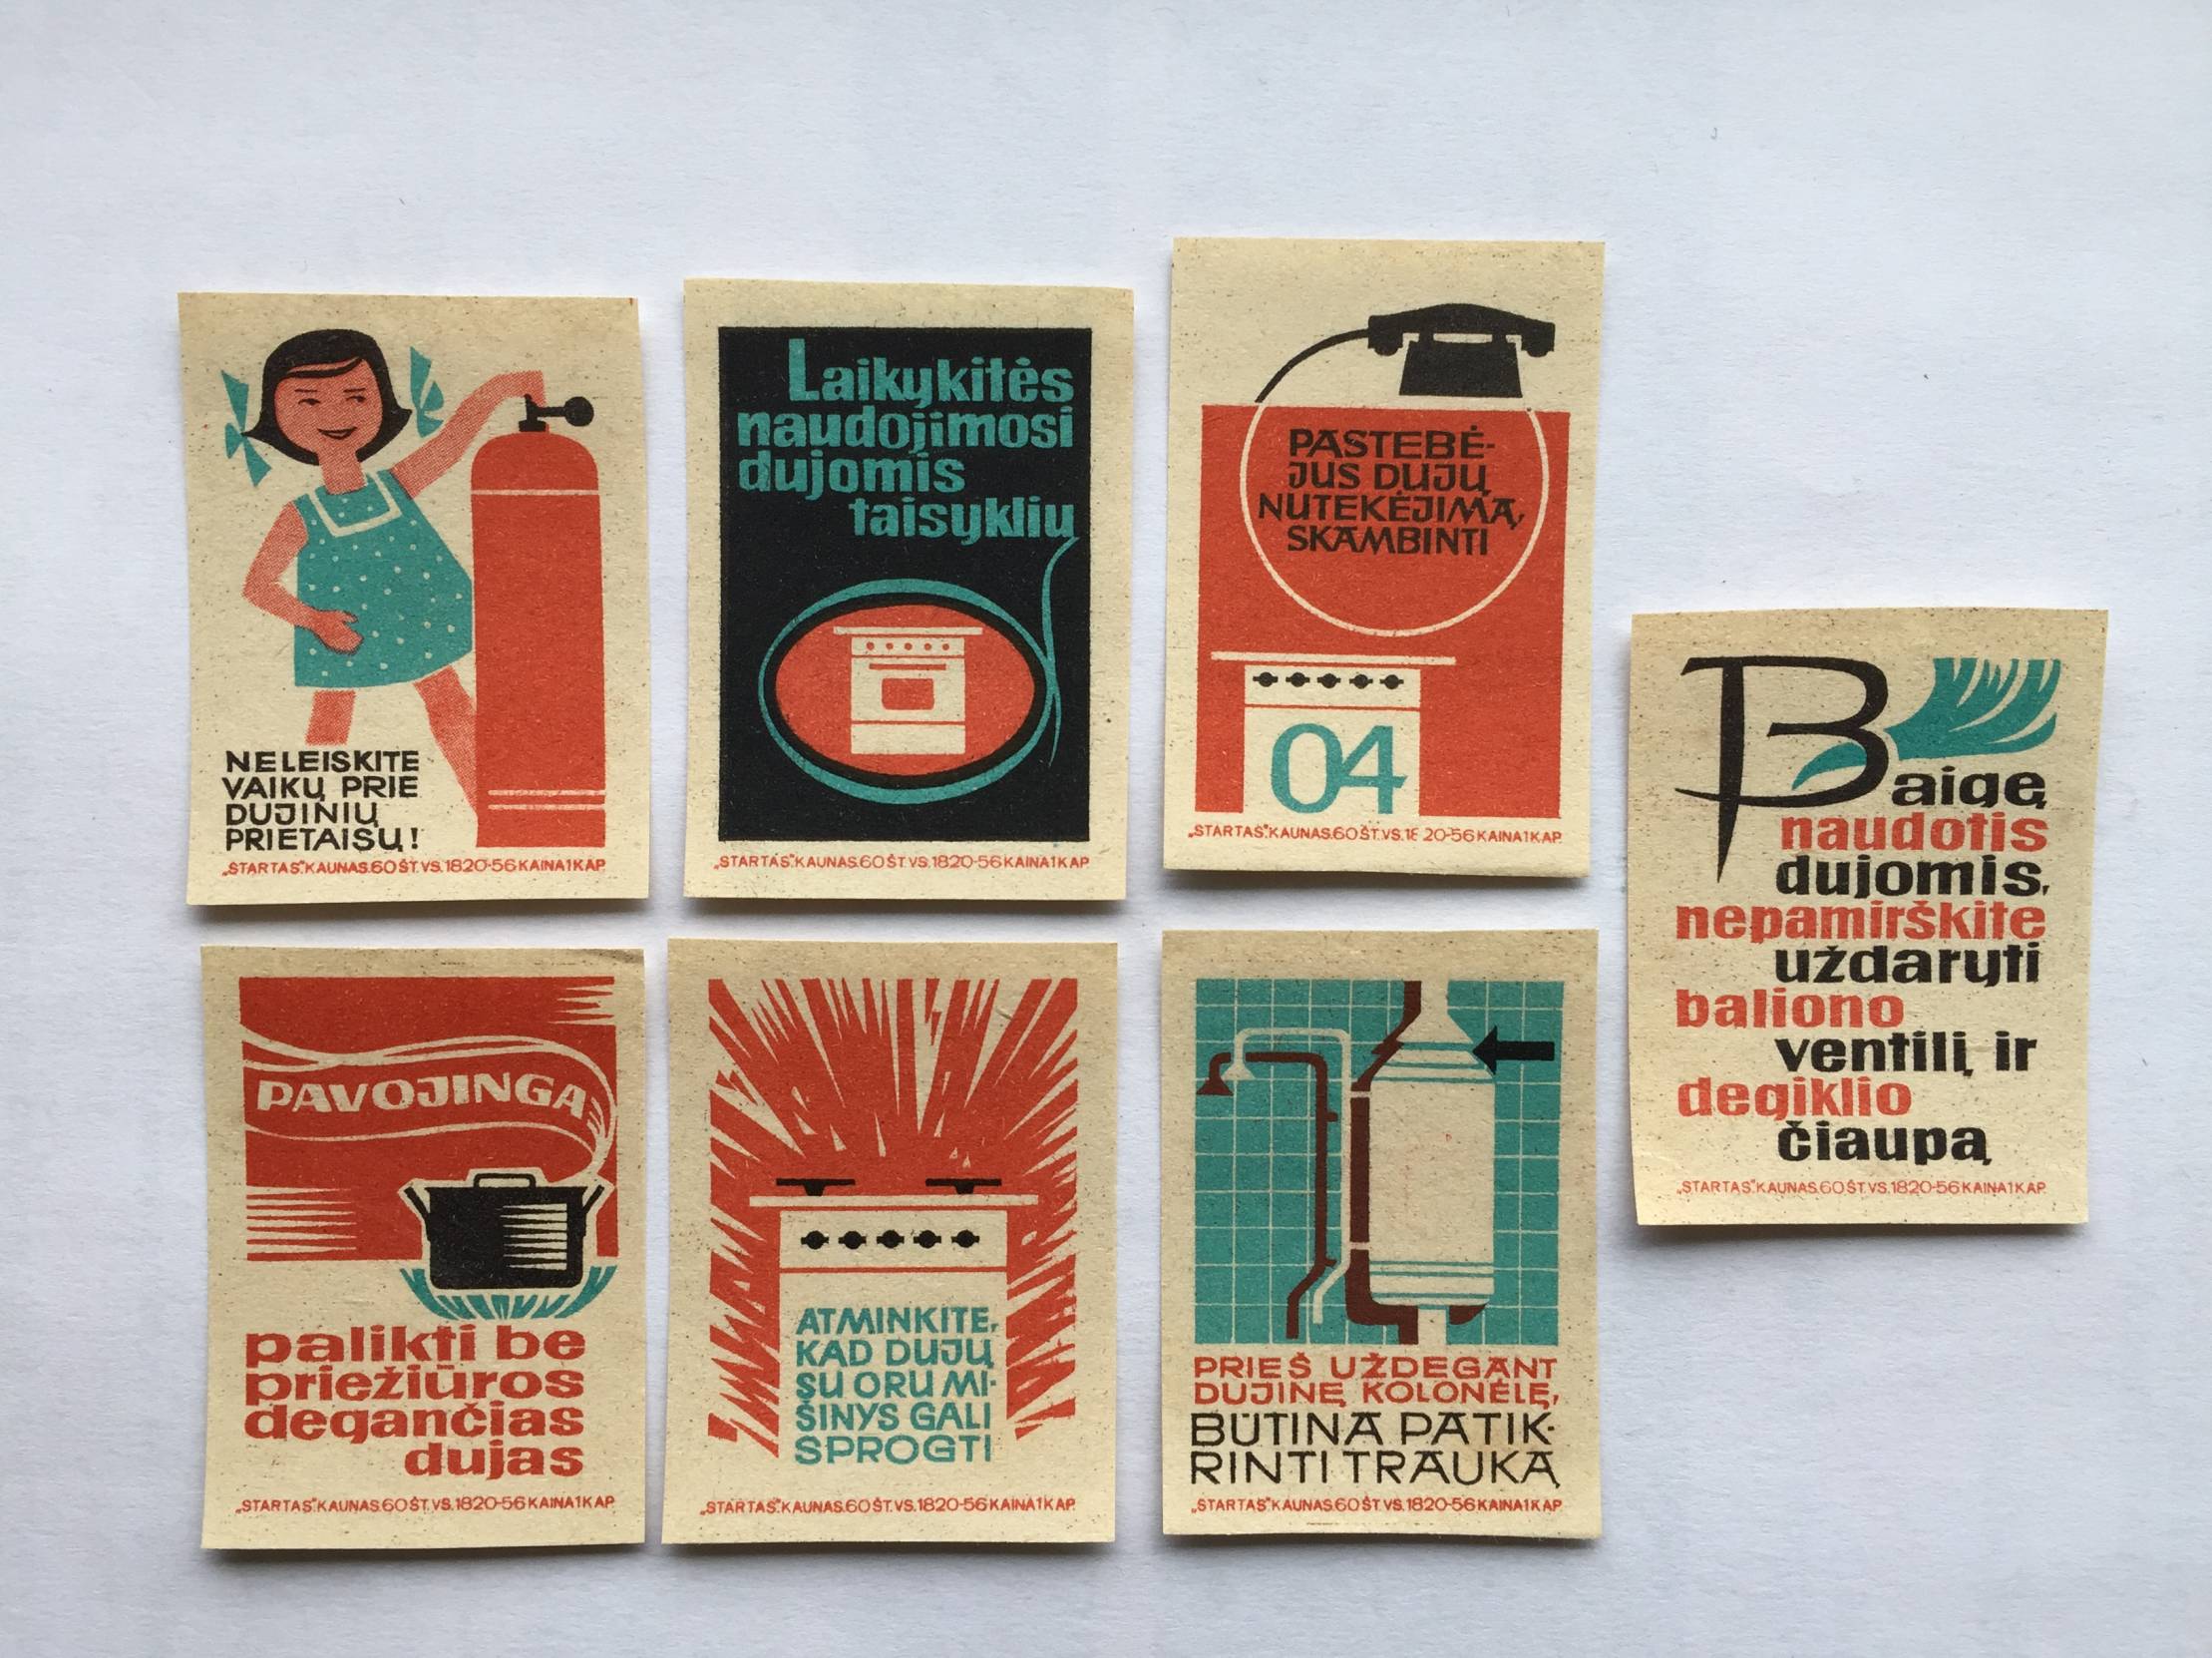 NELEISKITE
VAIKŲ PRIE
DUJINIŲ
PRIETAISŲ!
„STARTAS“.KAUNAS.60 ŠT.VS.1820-56 KAINA 1 KAP.
Laikykitės
naudojimosi
dujomis
taisyklių
„STARTAS“.KAUNAS.60 ŠT.VS.1820-56 KAINA 1 KAP.
PASTEBĖ-
JUS DUJŲ
NUTEKĖJIMĄ,
SKAMBINTI
04
„STARTAS“.KAUNAS.60 ŠT.VS.18 20-56 KAINA 1 KAP.
Baigę
naudotis
dujomis,
nepamirškite
uždaryti
baliono
ventilį ir
degiklio
čiaupą
„STARTAS“.KAUNAS.60 ŠT.VS.1820-56 KAINA 1 KAP.
PAVOJINGA
palikti be
priežiūros
degančias
dujas
„STARTAS“.KAUNAS.60 ŠT.VS.1820-56 KAINA 1 KAP.
ATMINKITE,
KAD DUJŲ
SU ORU MI-
ŠINYS GALI
SPROGTI
„STARTAS“.KAUNAS.60 ŠT.VS.1820-56 KAINA 1 KAP.
PRIEŠ UŽDEGANT
DUJINĘ KOLONĖLĘ,
BŪTINA PATIK-
RINTI TRAUKĄ
„STARTAS“.KAUNAS.60 ŠT.VS.1820-56 KAINA 1 KAP.